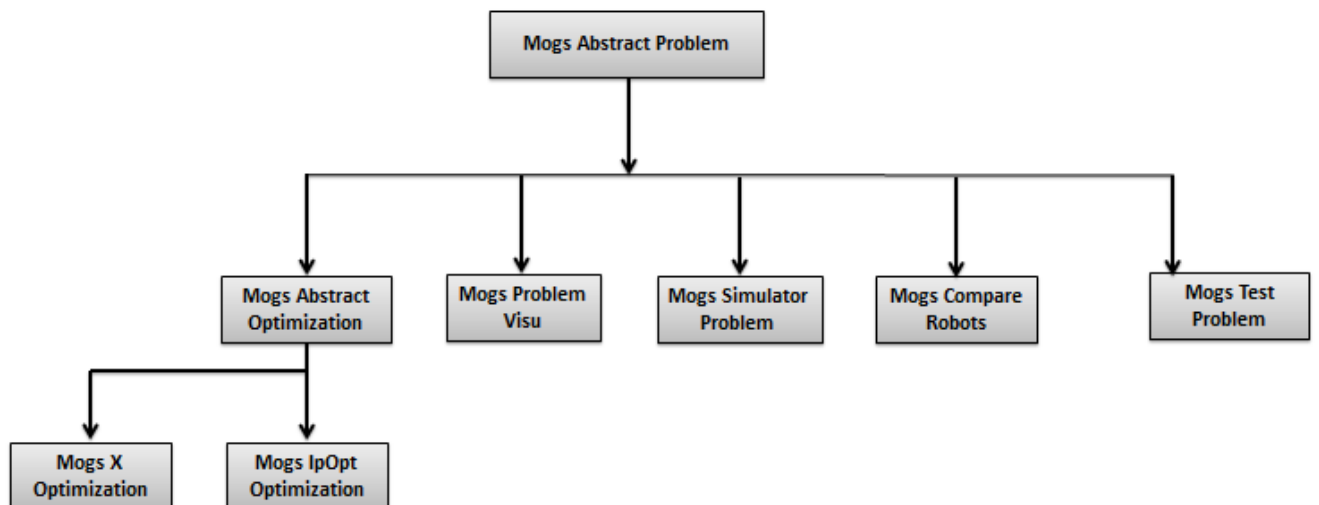 Mogs Abstract Problem
Mogs Abstract
Optimization
Mogs Problem
Visu
Mogs Simulator
Problem
Mogs Compare
Robots
Mogs Test
Problem
Mogs X
Optimization
Mogs IpOpt
Optimization